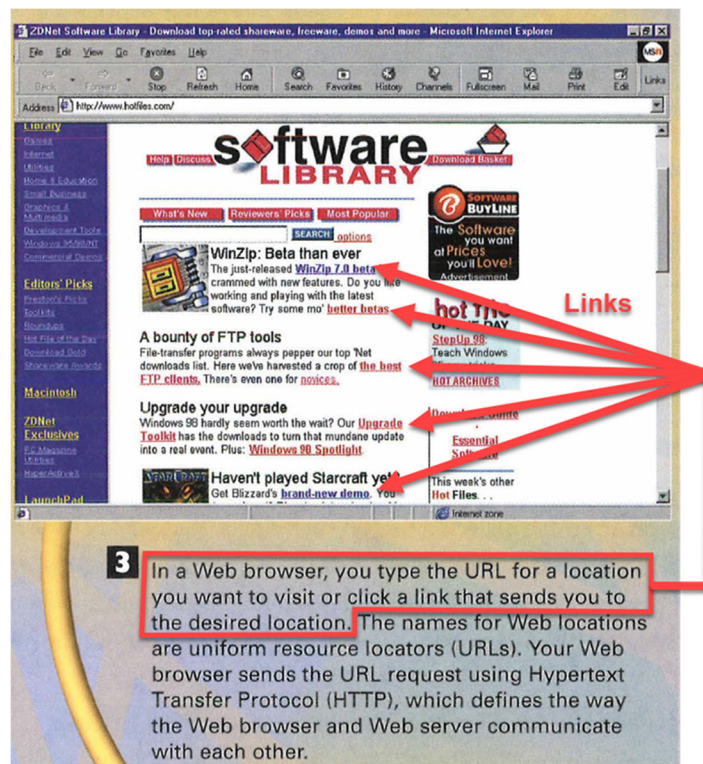 ZDNet Software Library - Download top-rated shareware, freeware, demos and more - Microsoft Internet Explorer
File Edit View Go Favorites Help
msn
Back Forward Stop Refresh Home Search Favorites History Channels Fullscreen Mail Print Edit Links
Address http://www.hotfiles.com/
Library
Games
Internet
Utilities
Home & Education
Small Business
Graphics &
Multimedia
Development Tools
Windows 95/98/NT
Commercial Demos
Editors' Picks
Preston's Picks
Toolkits
Roundups
Hot File of the Day
Download Gold
Shareware Awards
Macintosh
ZDNet
Exclusives
PC Magazine
Utilities
HyperActiveX
LaunchPad
Help Discuss software Download Basket
LIBRARY
What's New Reviewers' Picks Most Popular
SEARCH options
WinZip: Beta than ever
The just-released WinZip 7.0 beta
crammed with new features. Do you like
working and playing with the latest
software? Try some mo' better betas.
A bounty of FTP tools
File-transfer programs always pepper our top 'Net
downloads list. Here we've harvested a crop of the best
FTP clients. There's even one for novices.
Upgrade your upgrade
Windows 98 hardly seem worth the wait? Our Upgrade
Toolkit has the downloads to turn that mundane update
into a real event. Plus: Windows 98 Spotlight.
STARCRAFT
Haven't played Starcraft yet
Get Blizzard's brand-new demo. You
SOFTWARE
BUYLINE
The Software
you want
at Prices
you'll Love!
Advertisement
Links
hot file
OF THE DAY
StepUp 98:
Teach Windows
HOT ARCHIVES
Download Guide
Essential
Software
This week's other
Hot Files. . .
Internet zone
3
In a Web browser, you type the URL for a location
you want to visit or click a link that sends you to
the desired location. The names for Web locations
are uniform resource locators (URLs). Your Web
browser sends the URL request using Hypertext
Transfer Protocol (HTTP), which defines the way
the Web browser and Web server communicate
with each other.